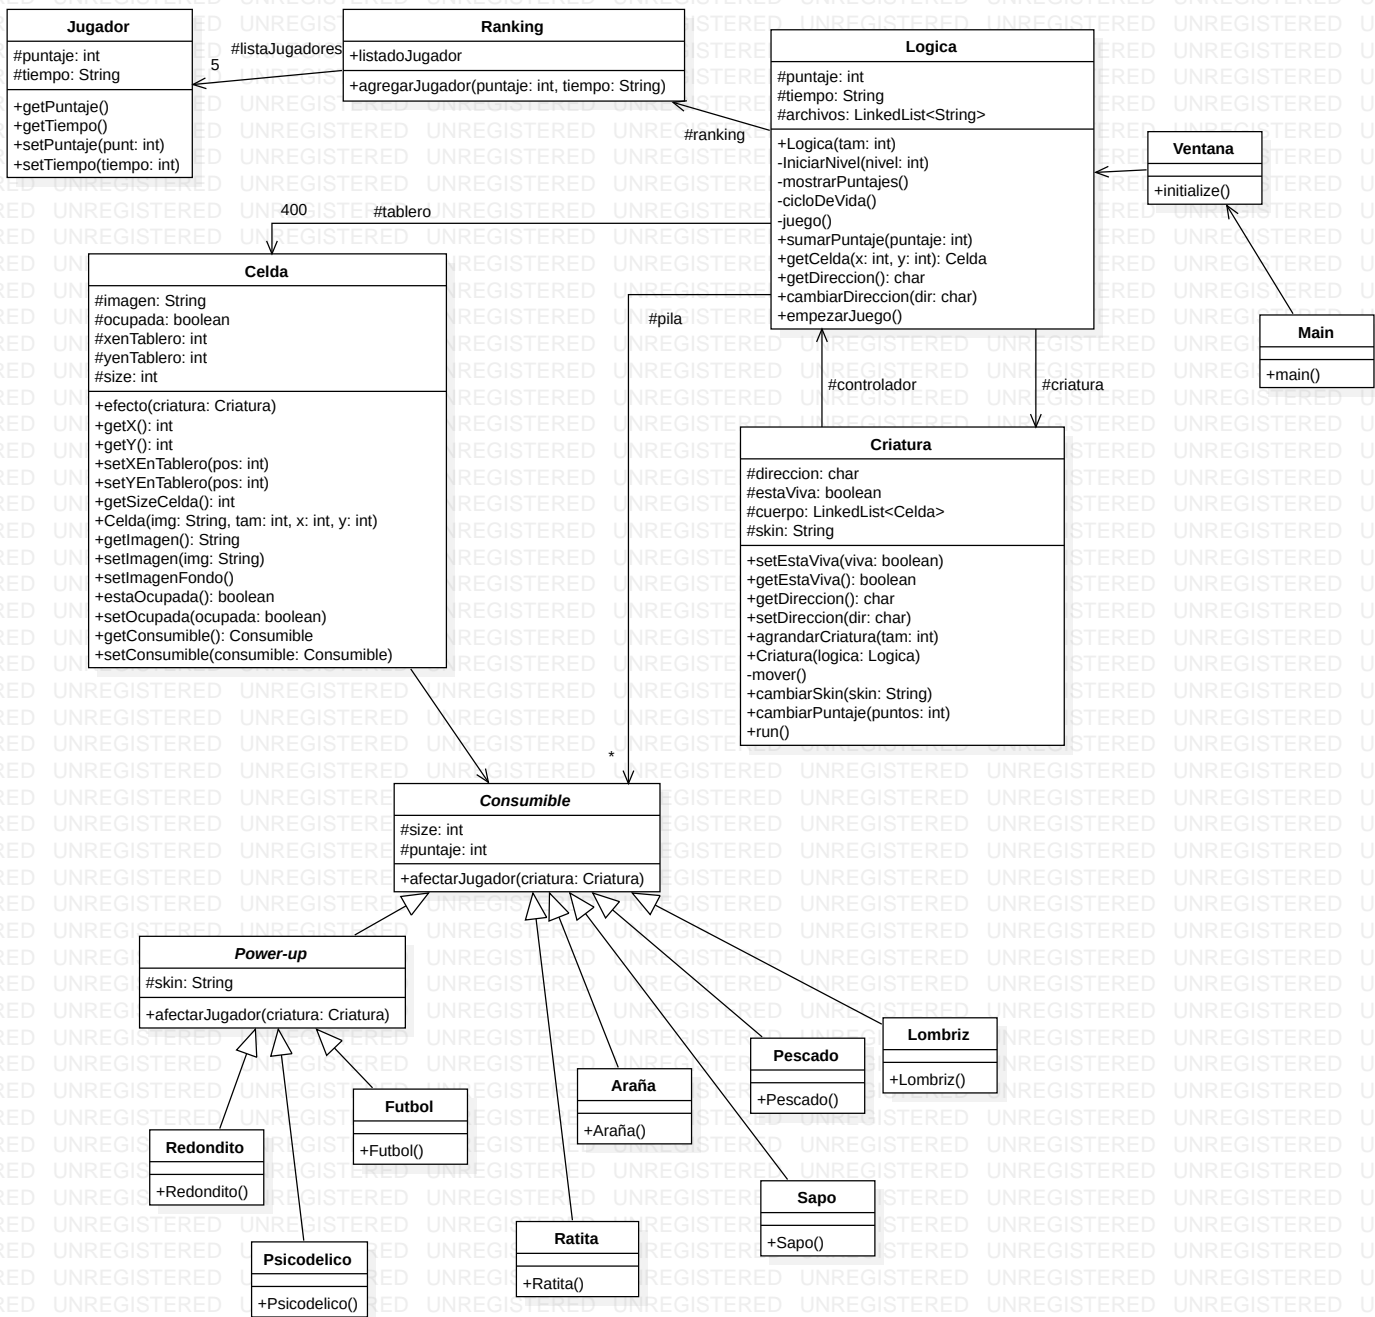 Jugador
#puntaje: int
#tiempo: String
+getPuntaje()
+getTiempo()
+setPuntaje(punt: int)
+setTiempo(tiempo: int)
#listaJugadores
5
Ranking
+listadoJugador
+agregarJugador(puntaje: int, tiempo: String)
#ranking
Logica
#puntaje: int
#tiempo: String
#archivos: LinkedList<String>
+Logica(tam: int)
-IniciarNivel(nivel: int)
-mostrarPuntajes()
-cicloDeVida()
-juego()
+sumarPuntaje(puntaje: int)
+getCelda(x: int, y: int): Celda
+getDireccion(): char
+cambiarDireccion(dir: char)
+empezarJuego()
Ventana
+initialize()
Main
+main()
400
#tablero
#pila
#controlador
#criatura
Celda
#imagen: String
#ocupada: boolean
#xenTablero: int
#yenTablero: int
#size: int
+efecto(criatura: Criatura)
+getX(): int
+getY(): int
+setXEnTablero(pos: int)
+setYEnTablero(pos: int)
+getSizeCelda(): int
+Celda(img: String, tam: int, x: int, y: int)
+getImagen(): String
+setImagen(img: String)
+setImagenFondo()
+estaOcupada(): boolean
+setOcupada(ocupada: boolean)
+getConsumible(): Consumible
+setConsumible(consumible: Consumible)
Criatura
#direccion: char
#estaViva: boolean
#cuerpo: LinkedList<Celda>
#skin: String
+setEstaViva(viva: boolean)
+getEstaViva(): boolean
+getDireccion(): char
+setDireccion(dir: char)
+agrandarCriatura(tam: int)
+Criatura(logica: Logica)
-mover()
+cambiarSkin(skin: String)
+cambiarPuntaje(puntos: int)
+run()
*
Consumible
#size: int
#puntaje: int
+afectarJugador(criatura: Criatura)
Power-up
#skin: String
+afectarJugador(criatura: Criatura)
Lombriz
+Lombriz()
Pescado
+Pescado()
Araña
+Araña()
Futbol
+Futbol()
Redondito
+Redondito()
Sapo
+Sapo()
Ratita
+Ratita()
Psicodelico
+Psicodelico()
UNREGISTERED